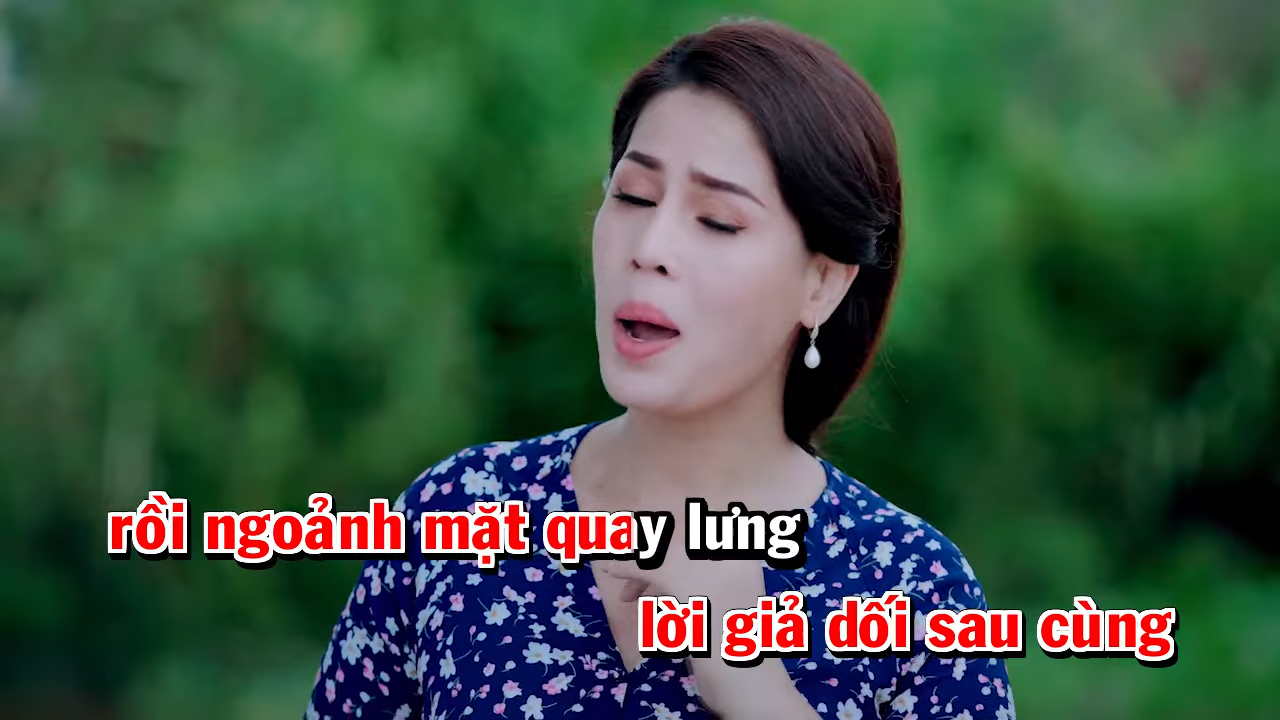 rồi ngoảnh mặt quay lưng
lời giả dối sau cùng